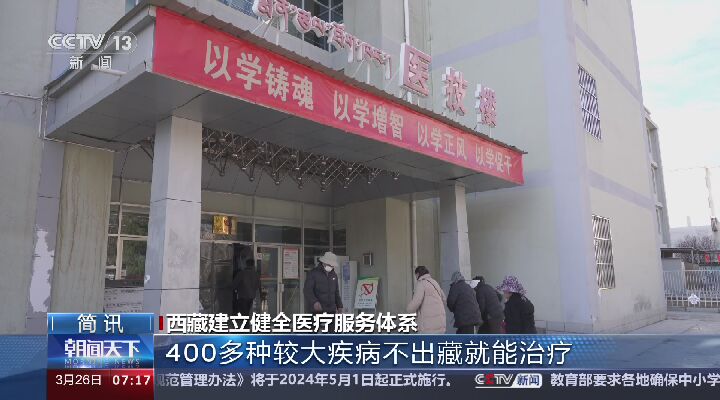 CCTV 13
新闻
医技楼
以学铸魂 以学增智 以学正风 以学促干
简讯
西藏建立健全医疗服务体系
朝闻天下
400多种较大疾病不出藏就能治疗
3月26日 07:17
规范管理办法》将于2024年5月1日起正式施行。 CCTV 新闻 教育部要求各地确保中小学